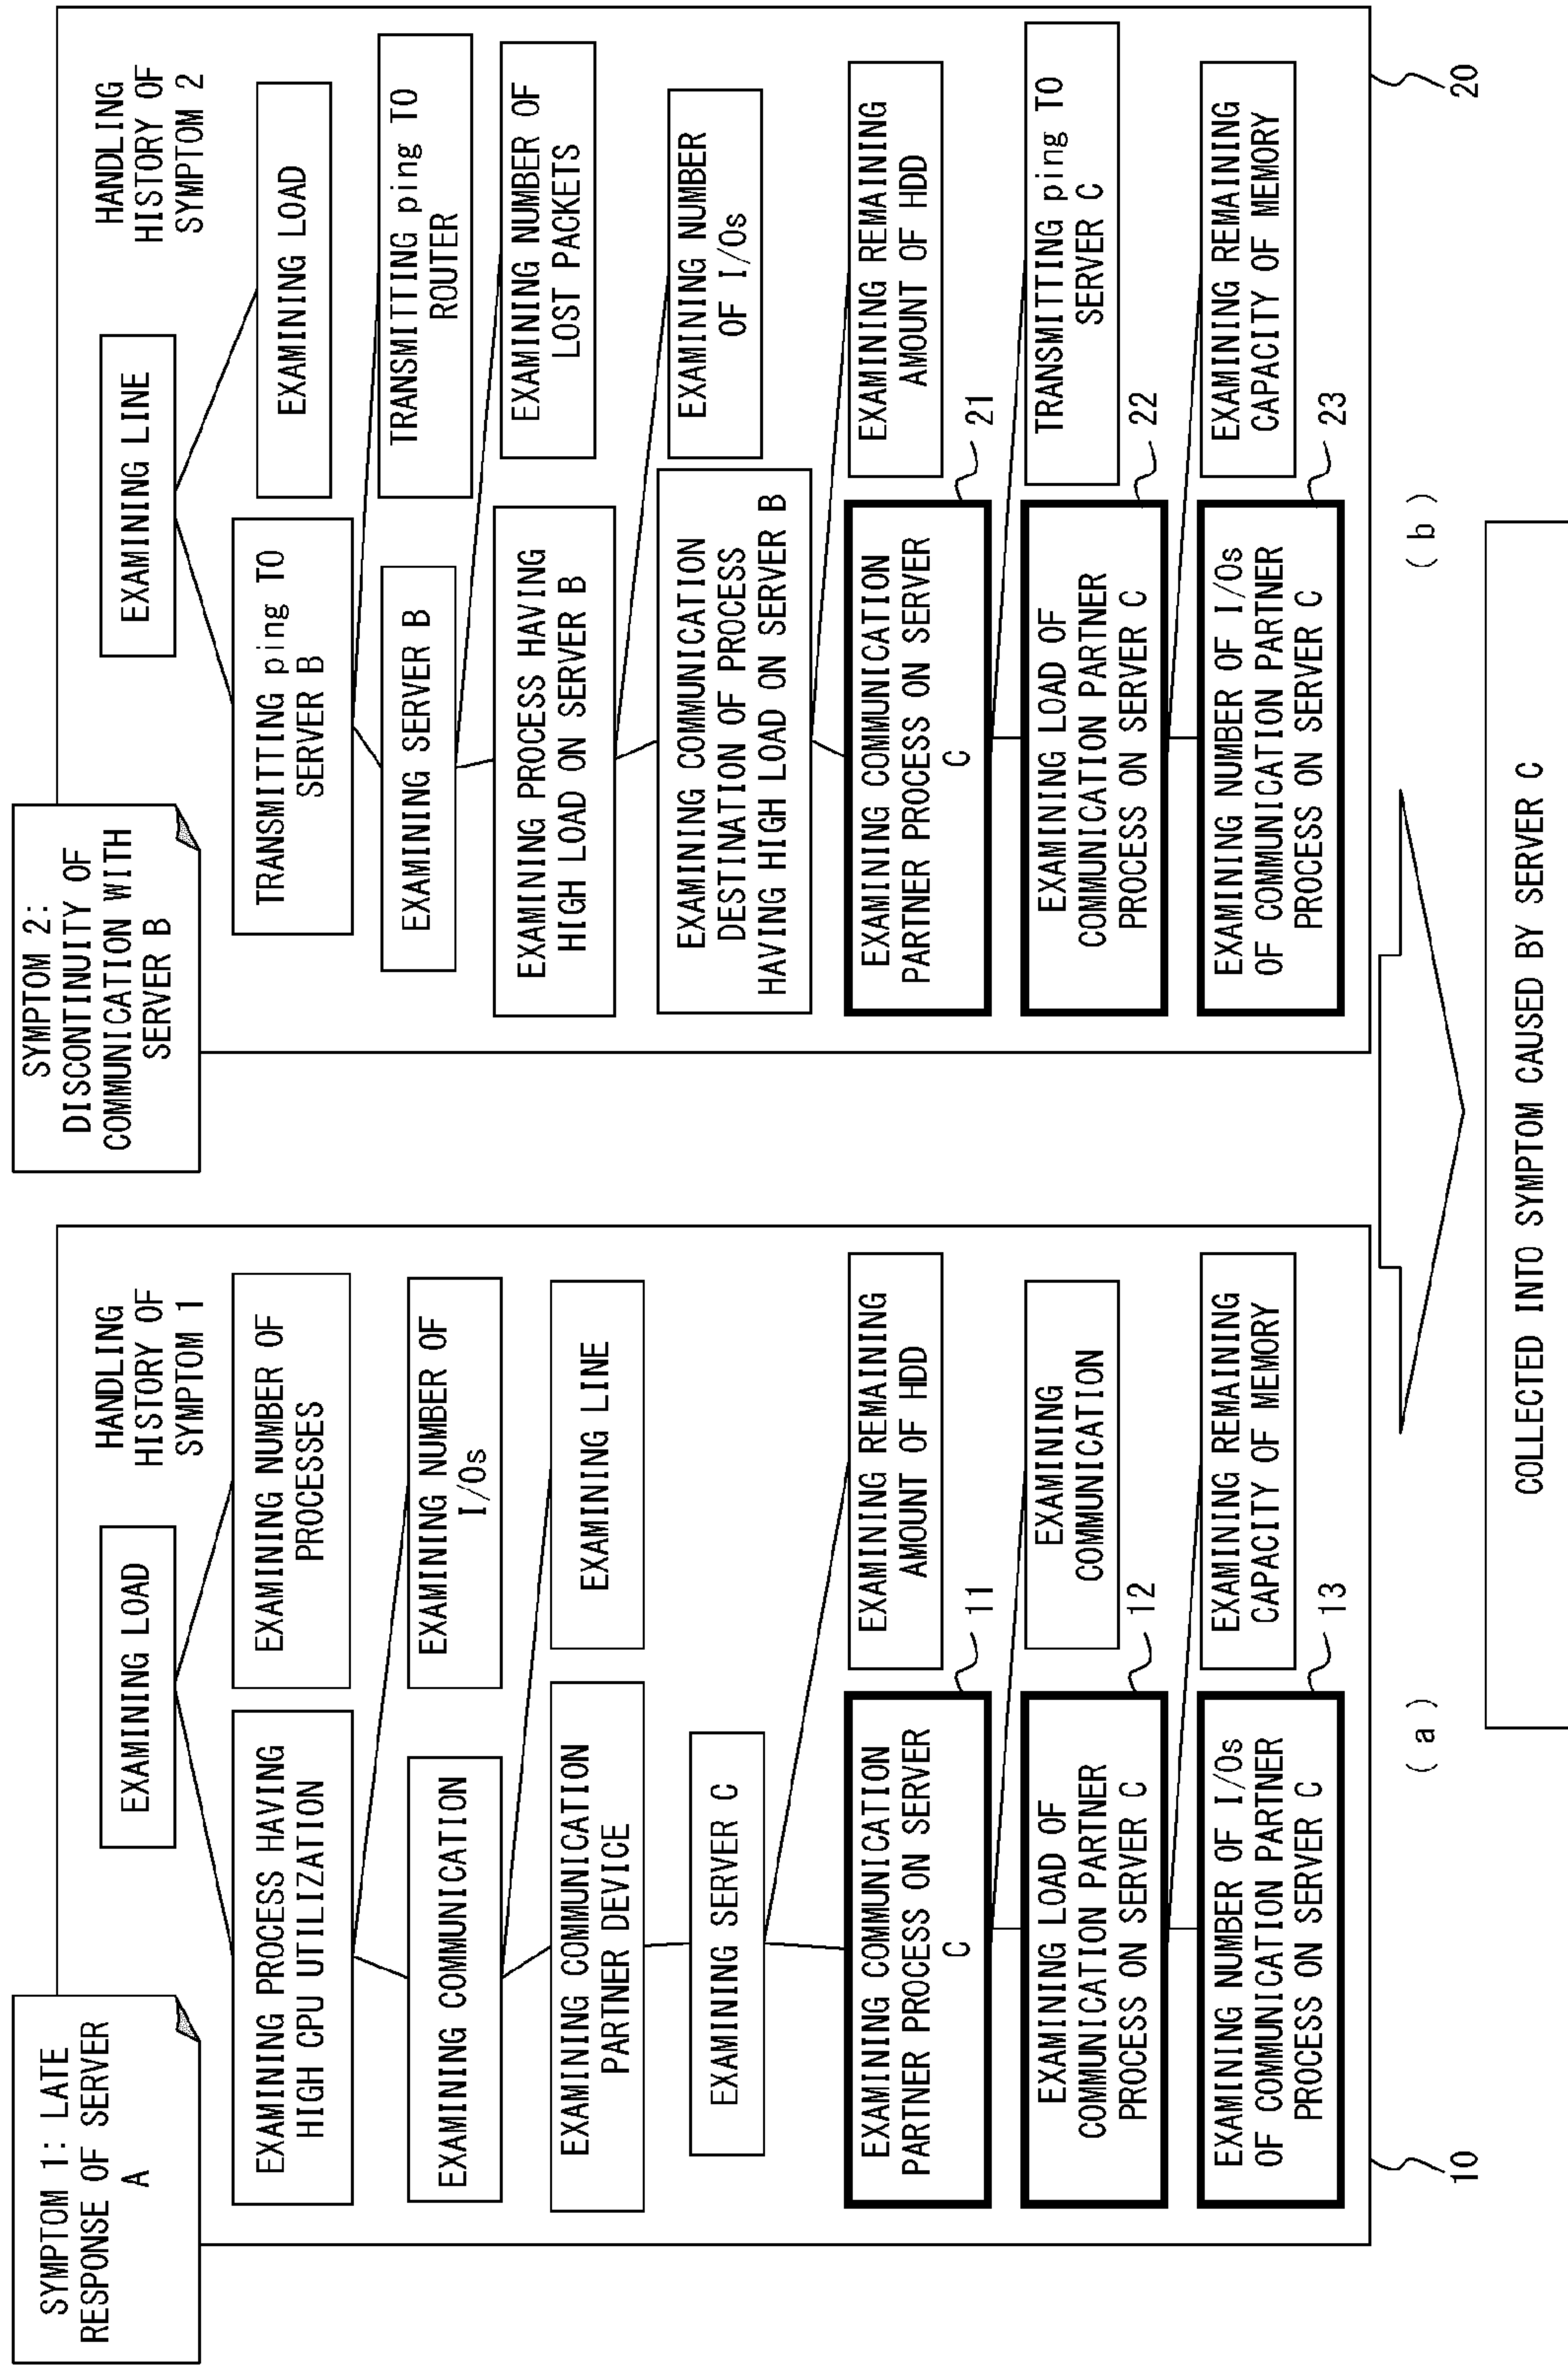 SYMPTOM 1: LATE
RESPONSE OF SERVER
A
HANDLING
HISTORY OF
SYMPTOM 1
EXAMINING LOAD
EXAMINING PROCESS HAVING
HIGH CPU UTILIZATION
EXAMINING NUMBER OF
PROCESSES
EXAMINING COMMUNICATION
EXAMINING NUMBER OF
I/Os
EXAMINING COMMUNICATION
PARTNER DEVICE
EXAMINING LINE
EXAMINING SERVER C
EXAMINING COMMUNICATION
PARTNER PROCESS ON SERVER
C
11
EXAMINING REMAINING
AMOUNT OF HDD
EXAMINING LOAD OF
COMMUNICATION PARTNER
PROCESS ON SERVER C
12
EXAMINING
COMMUNICATION
EXAMINING NUMBER OF I/Os
OF COMMUNICATION PARTNER
PROCESS ON SERVER C
13
EXAMINING REMAINING
CAPACITY OF MEMORY
10
(a)
SYMPTOM 2:
DISCONTINUITY OF
COMMUNICATION WITH
SERVER B
HANDLING
HISTORY OF
SYMPTOM 2
EXAMINING LINE
TRANSMITTING ping TO
SERVER B
EXAMINING LOAD
EXAMINING SERVER B
TRANSMITTING ping TO
ROUTER
EXAMINING PROCESS HAVING
HIGH LOAD ON SERVER B
EXAMINING NUMBER OF
LOST PACKETS
EXAMINING COMMUNICATION
DESTINATION OF PROCESS
HAVING HIGH LOAD ON SERVER B
EXAMINING NUMBER
OF I/Os
EXAMINING COMMUNICATION
PARTNER PROCESS ON SERVER
C
21
EXAMINING REMAINING
AMOUNT OF HDD
EXAMINING LOAD OF
COMMUNICATION PARTNER
PROCESS ON SERVER C
22
TRANSMITTING ping TO
SERVER C
EXAMINING NUMBER OF I/Os
OF COMMUNICATION PARTNER
PROCESS ON SERVER C
23
EXAMINING REMAINING
CAPACITY OF MEMORY
20
(b)
COLLECTED INTO SYMPTOM CAUSED BY SERVER C